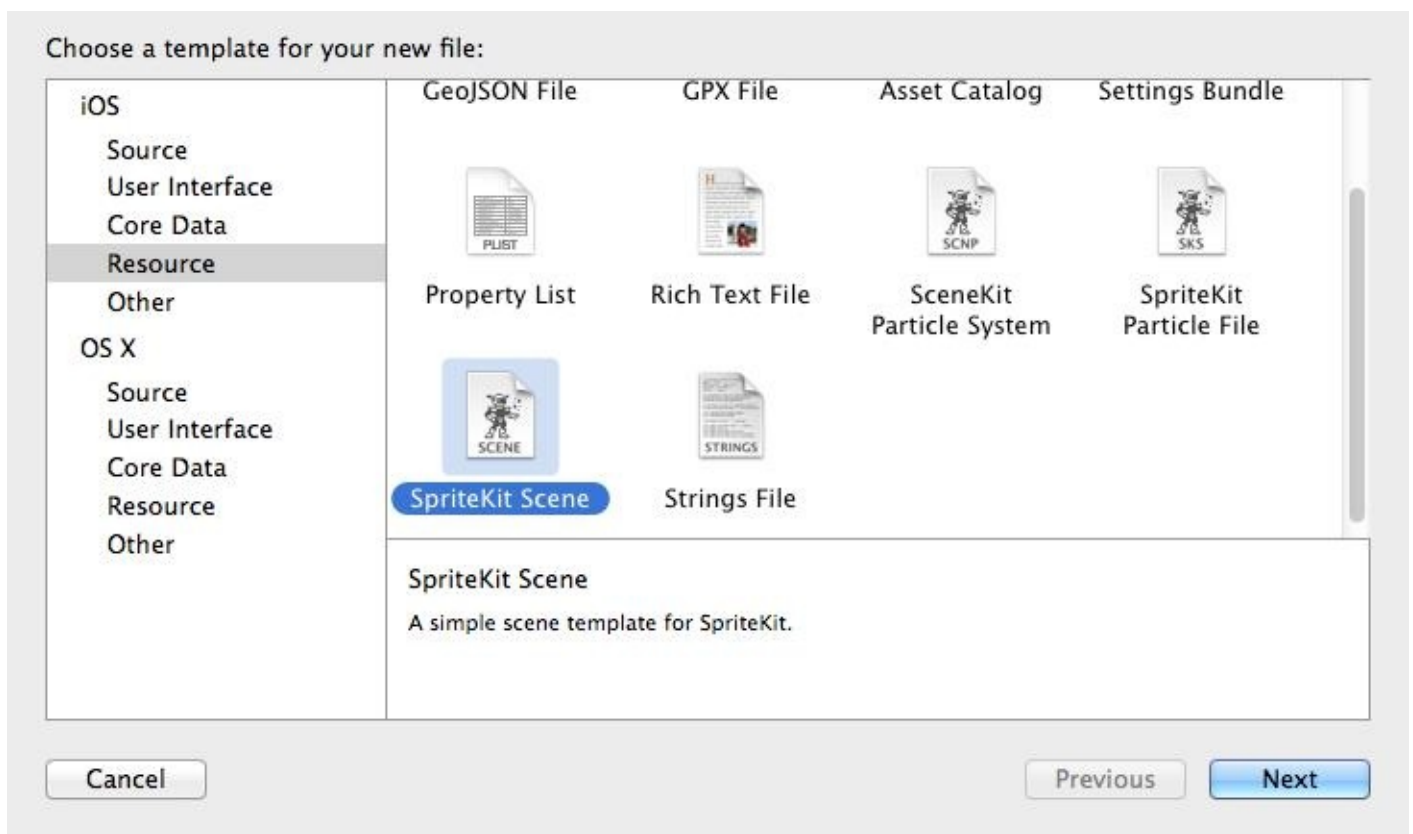 Choose a template for your new file:
iOS
Source
User Interface
Core Data
Resource
Other
OS X
Source
User Interface
Core Data
Resource
Other
GeoJSON File
GPX File
Asset Catalog
Settings Bundle
PLIST
H
SCNP
SKS
Property List
Rich Text File
SceneKit
Particle System
SpriteKit
Particle File
SCENE
STRINGS
SpriteKit Scene
Strings File
SpriteKit Scene
A simple scene template for SpriteKit.
Cancel
Previous
Next